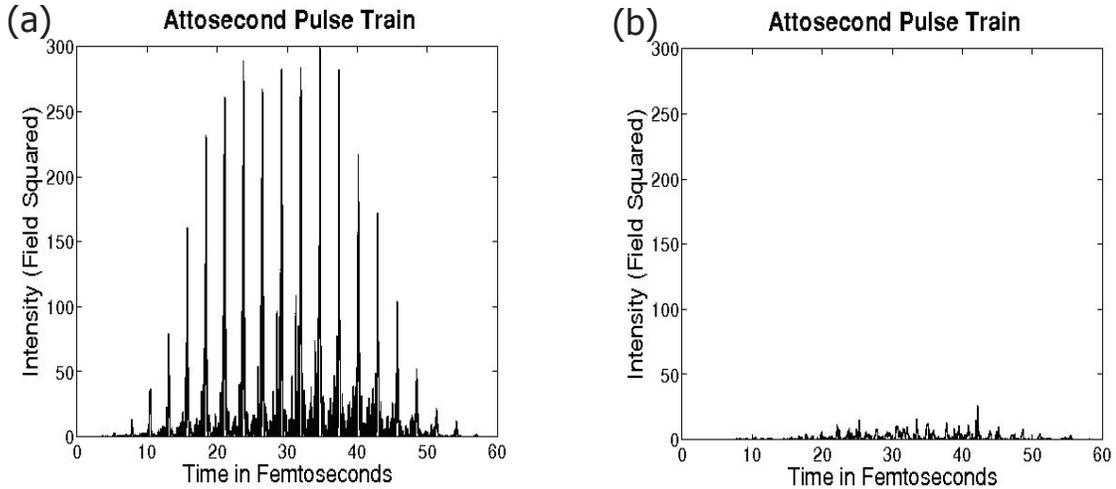 (a)
Attosecond Pulse Train
Intensity (Field Squared)
300
250
200
150
100
50
0
0 10 20 30 40 50 60
Time in Femtoseconds
(b)
Attosecond Pulse Train
Intensity (Field Squared)
300
250
200
150
100
50
0
0 10 20 30 40 50 60
Time in Femtoseconds